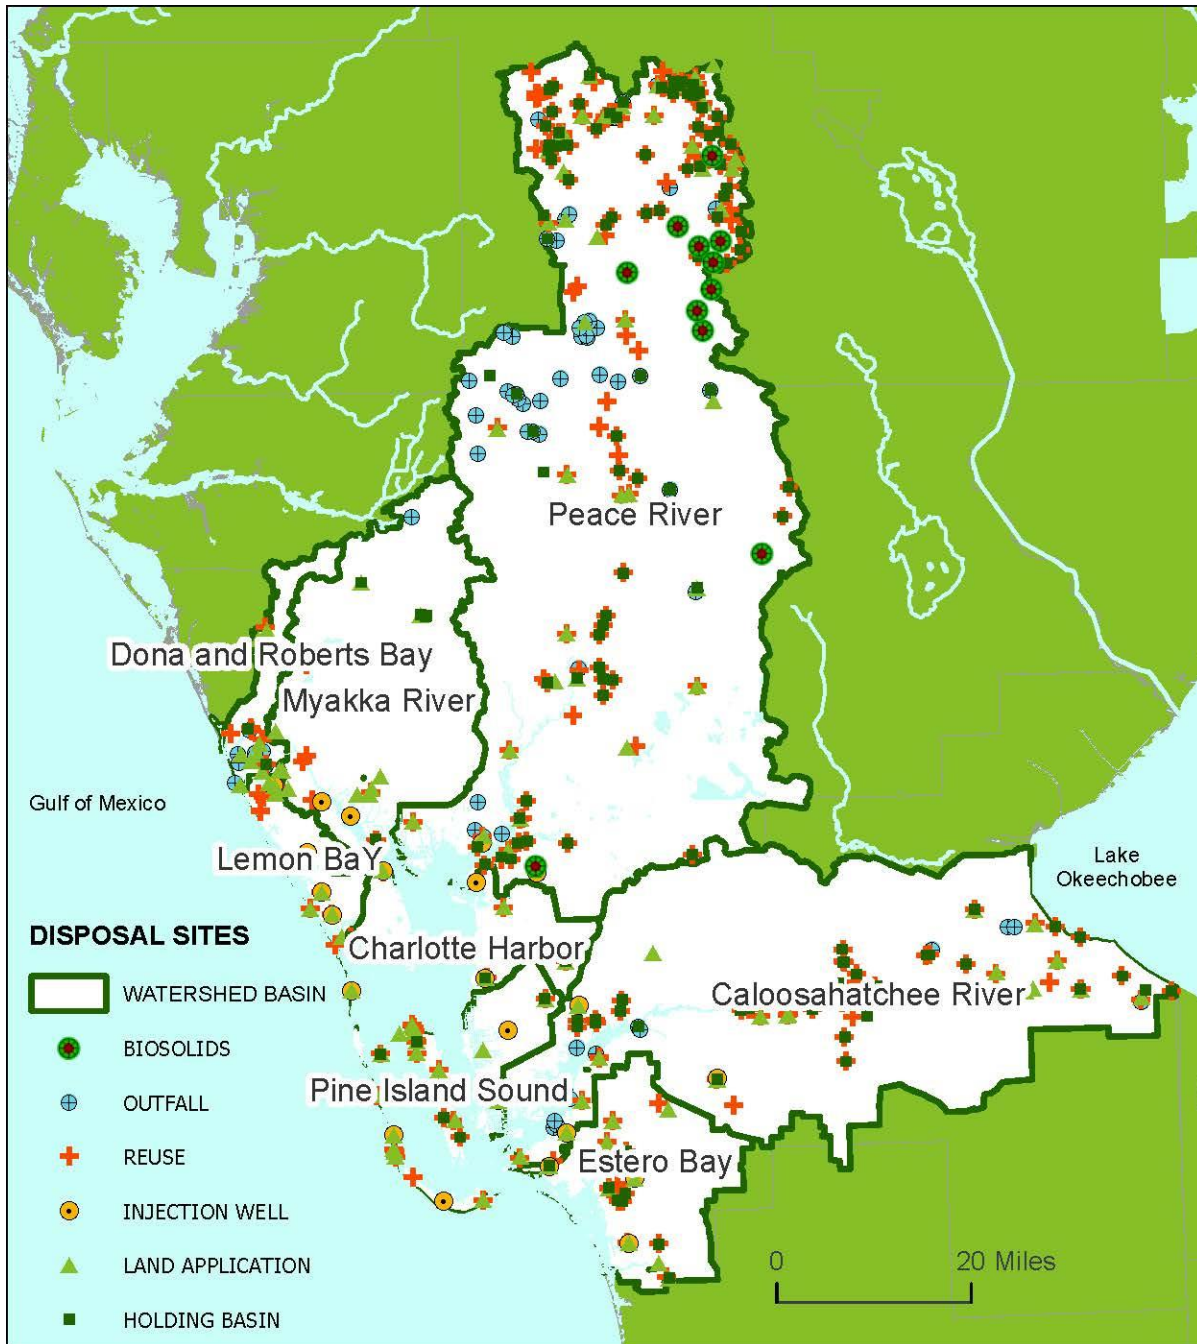 Peace River
Dona and Roberts Bay
Myakka River
Gulf of Mexico
Lemon BaY
Lake
Okeechobee
Charlotte Harbor
Caloosahatchee River
Pine Island Sound
Estero Bay
DISPOSAL SITES
WATERSHED BASIN
BIOSOLIDS
OUTFALL
REUSE
INJECTION WELL
LAND APPLICATION
HOLDING BASIN
0 20 Miles